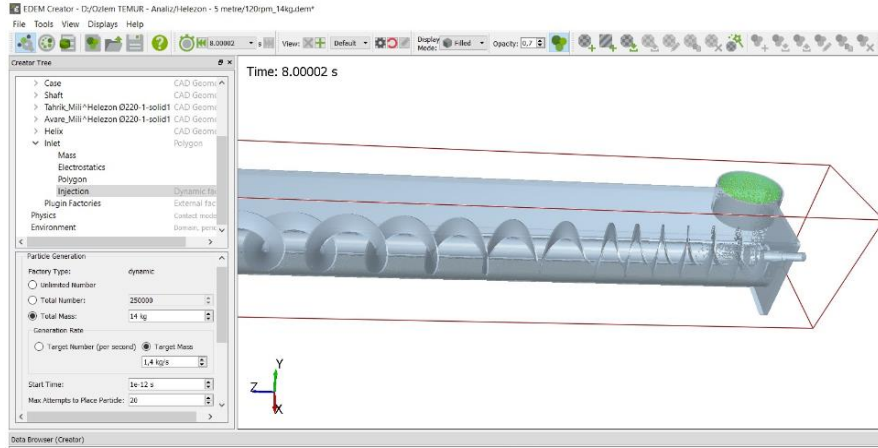 EDEM Creator - D:/Ozlem TEMUR - Analiz/Helezon - 5 metre/120rpm_14kg.dem*
File Tools View Displays Help
8.00002 s View: Default Display Mode: Filled Opacity: 0,7
Creator Tree
Time: 8.00002 s
Case CAD Geome
Shaft CAD Geome
Tahrik_Mili^Helezon Ø220-1-solid1 CAD Geome
Avare_Mili^Helezon Ø220-1-solid1 CAD Geome
Helix CAD Geome
Inlet Polygon
Mass
Electrostatics
Polygon
Injection Dynamic fac
Plugin Factories External fac
Physics Contact mode
Environment Domain, peri
Particle Generation
Factory Type: dynamic
Unlimited Number
Total Number: 250000
Total Mass: 14 kg
Generation Rate
Target Number (per second) Target Mass
1,4 kg/s
Start Time: 1e-12 s
Max Attempts to Place Particle: 20
Y
Z
X
Data Browser (Creator)